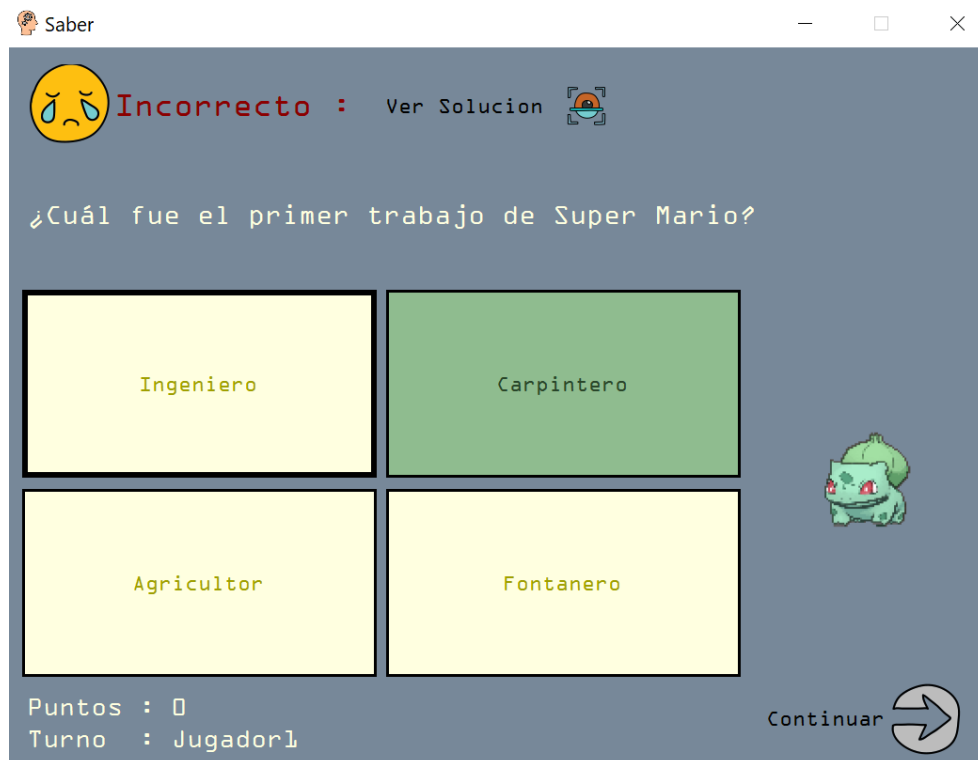 Saber
Incorrecto : Ver Solucion
¿Cuál fue el primer trabajo de Super Mario?
Ingeniero
Carpintero
Agricultor
Fontanero
Puntos : 0
Turno : Jugador1
Continuar